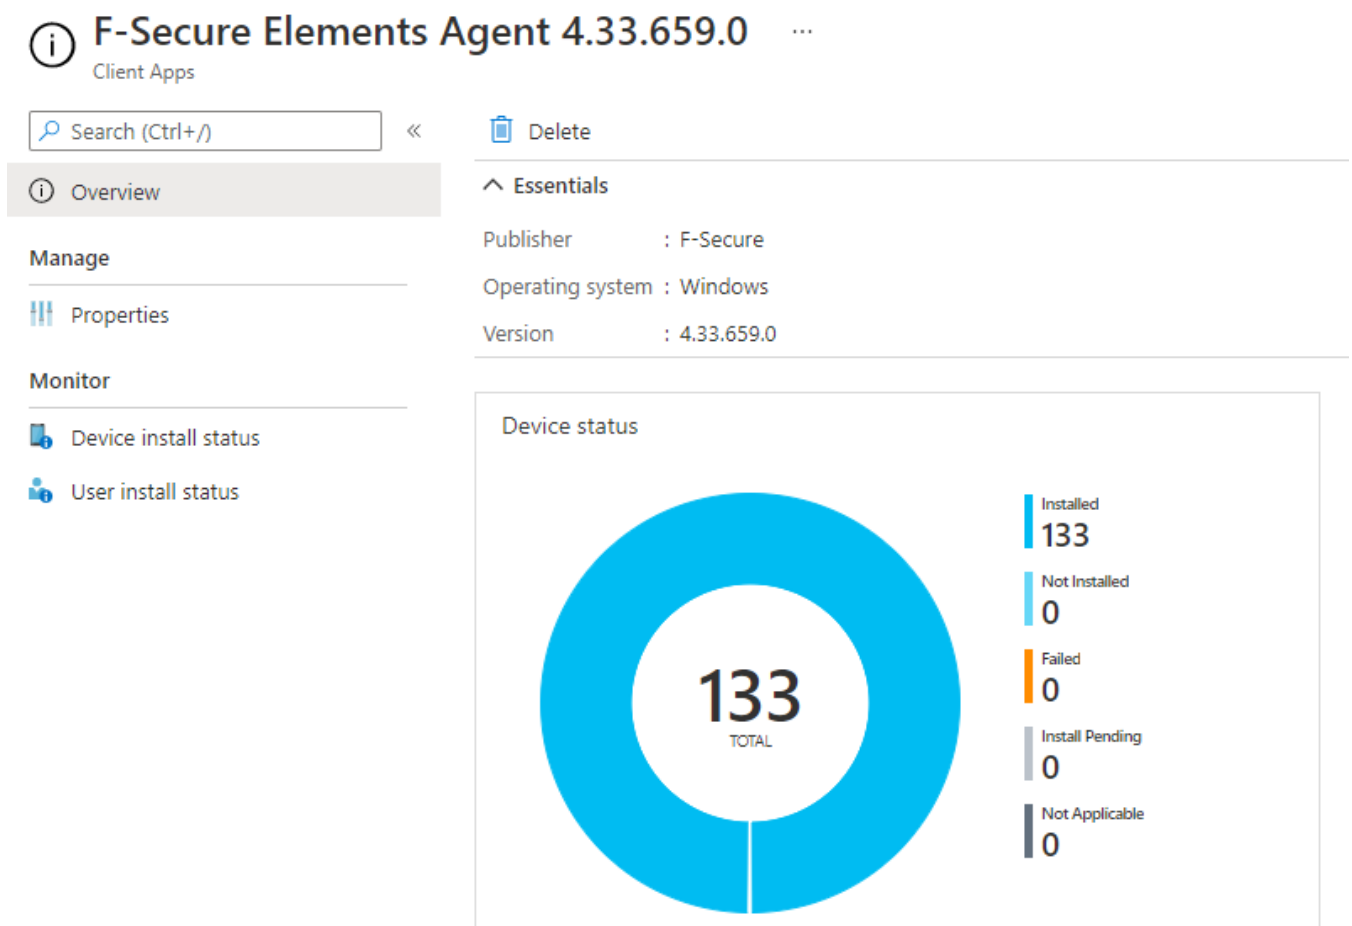 F-Secure Elements Agent 4.33.659.0 ...
Client Apps
Search (Ctrl+/)
«
Overview
Manage
Properties
Monitor
Device install status
User install status
Delete
Essentials
Publisher : F-Secure
Operating system : Windows
Version : 4.33.659.0
Device status
133
TOTAL
Installed
133
Not Installed
0
Failed
0
Install Pending
0
Not Applicable
0